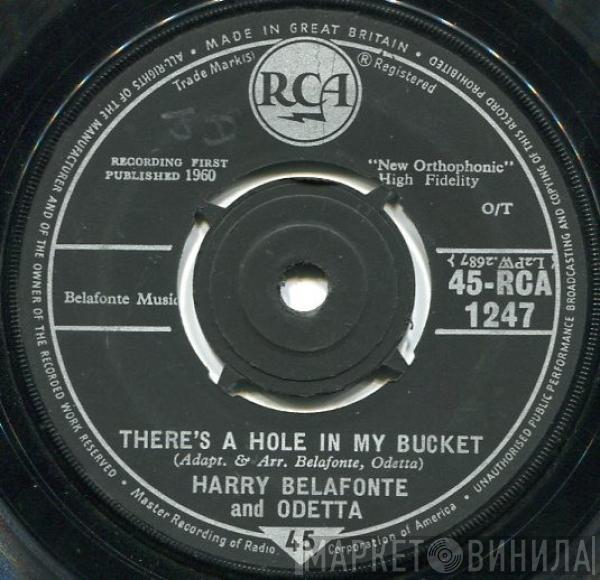 • MADE IN GREAT BRITAIN •
Trade Mark(s)
® Registered
RCA
JD
RECORDING FIRST
PUBLISHED 1960
"New Orthophonic"
High Fidelity
O/T
{ LaPW.2687 }
45-RCA
1247
Belafonte Music
THERE'S A HOLE IN MY BUCKET
(Adapt. & Arr. Belafonte, Odetta)
HARRY BELAFONTE
and ODETTA
Master Recording of Radio
45
Corporation of America •
ALL RIGHTS OF THE MANUFACTURER AND OF THE OWNER OF THE RECORDED WORK RESERVED •
UNAUTHORISED PUBLIC PERFORMANCE BROADCASTING AND COPYING OF THIS RECORD PROHIBITED
МАРКЕТ ВИНИЛА!